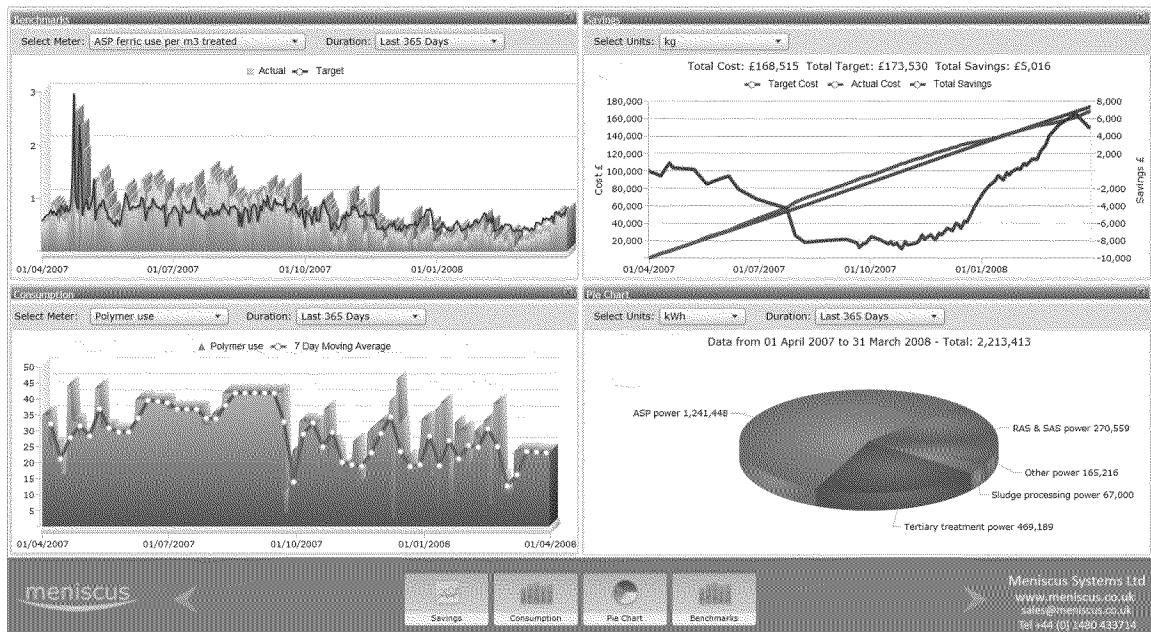 Benchmarks
Select Meter: ASP ferric use per m3 treated Duration: Last 365 Days
Actual Target
3
2
1
01/04/2007 01/07/2007 01/10/2007 01/01/2008
Savings
Select Units: kg
Total Cost: £168,515 Total Target: £173,530 Total Savings: £5,016
Target Cost Actual Cost Total Savings
180,000 8,000
160,000 6,000
140,000 4,000
120,000 2,000
100,000 0
80,000 -2,000
60,000 -4,000
40,000 -6,000
20,000 -8,000
-10,000
Cost £
Savings £
01/04/2007 01/07/2007 01/10/2007 01/01/2008
Consumption
Select Meter: Polymer use Duration: Last 365 Days
Polymer use 7 Day Moving Average
50
45
40
35
30
25
20
15
10
5
01/04/2007 01/07/2007 01/10/2007 01/01/2008 01/04/2008
Pie Chart
Select Units: kWh Duration: Last 365 Days
Data from 01 April 2007 to 31 March 2008 - Total: 2,213,413
ASP power 1,241,448
RAS & SAS power 270,559
Other power 165,216
Sludge processing power 67,000
Tertiary treatment power 469,189
meniscus
Savings
Consumption
Pie Chart
Benchmarks
Meniscus Systems Ltd
www.meniscus.co.uk
sales@meniscus.co.uk
Tel +44 (0) 1480 433714